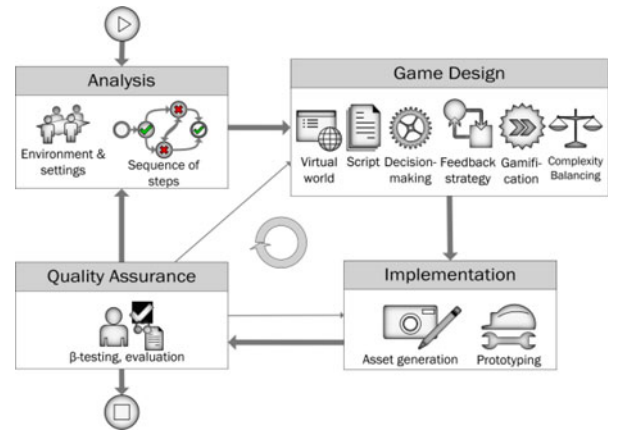 Analysis
Environment &
settings
Sequence of
steps
Game Design
Virtual
world
Script
Decision-
making
Feedback
strategy
Gamifi-
cation
Complexity
Balancing
Quality Assurance
β-testing, evaluation
Implementation
Asset generation
Prototyping